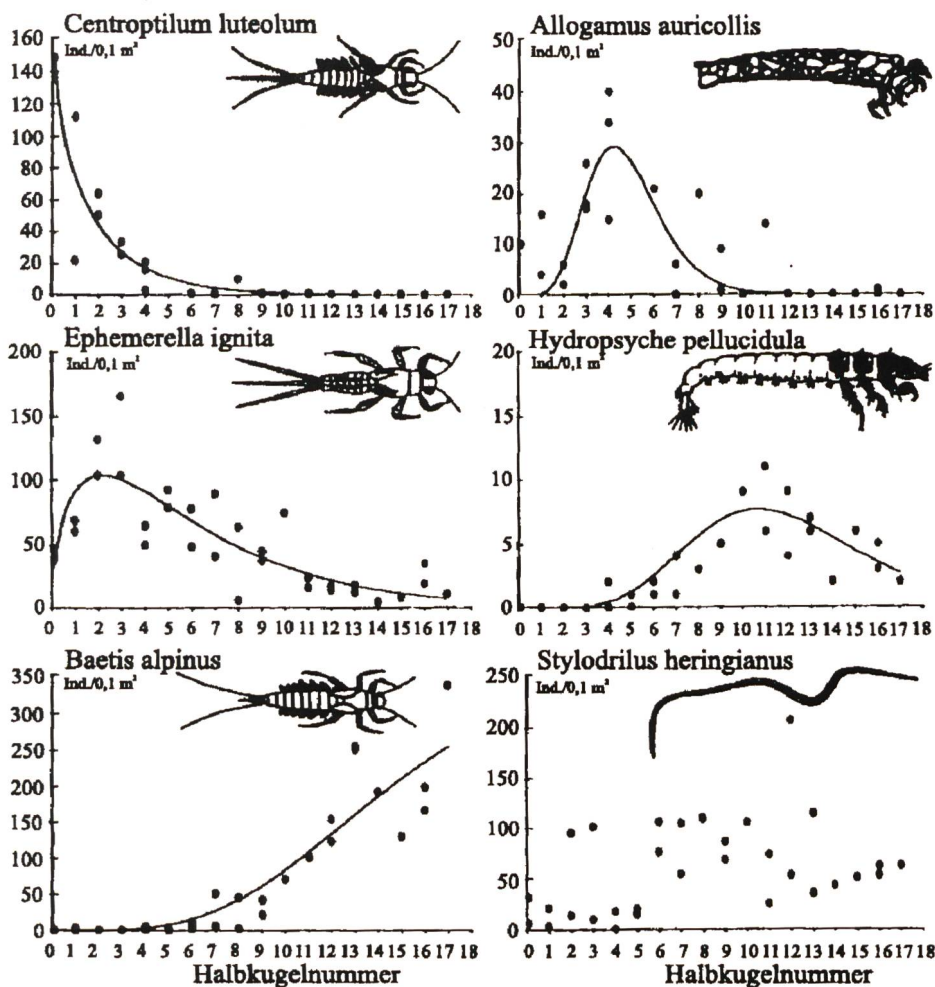 Centroptilum luteolum
Ind./0,1 m²
160
140
120
100
80
60
40
20
0
0 1 2 3 4 5 6 7 8 9 10 11 12 13 14 15 16 17 18
Allogamus auricollis
Ind./0,1 m²
50
40
30
20
10
0
0 1 2 3 4 5 6 7 8 9 10 11 12 13 14 15 16 17 18
Ephemerella ignita
Ind./0,1 m²
200
150
100
50
0
0 1 2 3 4 5 6 7 8 9 10 11 12 13 14 15 16 17 18
Hydropsyche pellucidula
Ind./0,1 m²
20
15
10
5
0
0 1 2 3 4 5 6 7 8 9 10 11 12 13 14 15 16 17 18
Baetis alpinus
Ind./0,1 m²
350
300
250
200
150
100
50
0
0 1 2 3 4 5 6 7 8 9 10 11 12 13 14 15 16 17 18
Halbkugelnummer
Stylodrilus heringianus
Ind./0,1 m²
250
200
150
100
50
0
0 1 2 3 4 5 6 7 8 9 10 11 12 13 14 15 16 17 18
Halbkugelnummer